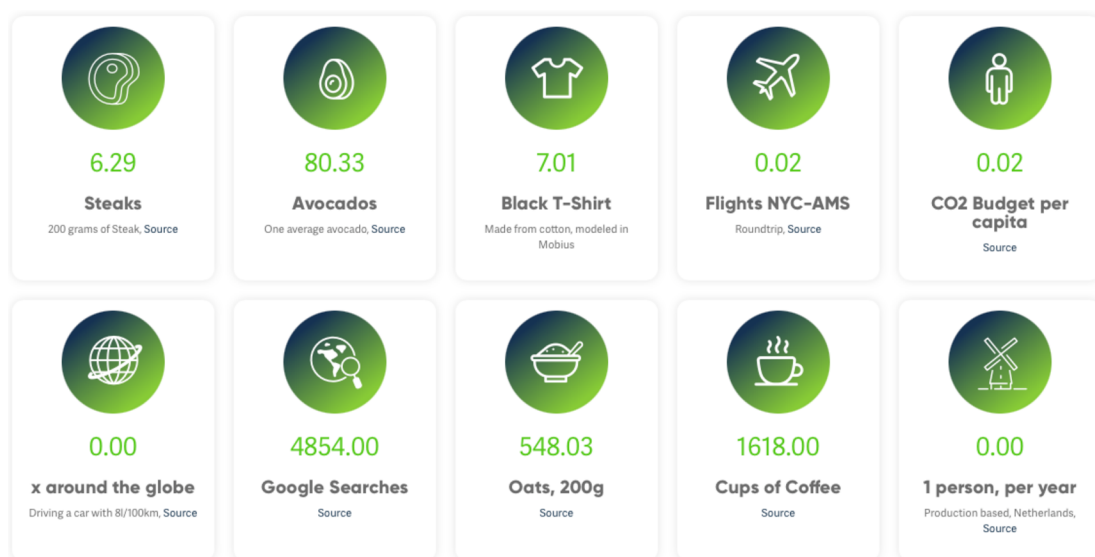 6.29
Steaks
200 grams of Steak, Source
80.33
Avocados
One average avocado, Source
7.01
Black T-Shirt
Made from cotton, modeled in
Mobius
0.02
Flights NYC-AMS
Roundtrip, Source
0.02
CO2 Budget per
capita
Source
0.00
x around the globe
Driving a car with 8l/100km, Source
4854.00
Google Searches
Source
548.03
Oats, 200g
Source
1618.00
Cups of Coffee
Source
0.00
1 person, per year
Production based, Netherlands,
Source